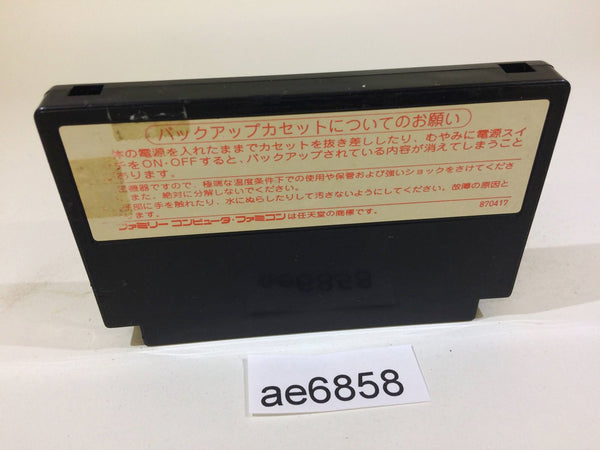 バックアップカセットについてのお願い
体の電源を入れたままでカセットを抜き差ししたり、むやみに電源スイ
チをON・OFFすると、バックアップされている内容が消えてしまうこと
あります。
密機器ですので、極端な温度条件下での使用や保管および強いショックをさけてくださ
また、絶対に分解しないでください。
部に手を触れたり、水にぬらしたりして汚さないようにしてください。故障の原因と
ファミリーコンピュータ・ファミコンは任天堂の商標です。
870417
ae6858
ae6858